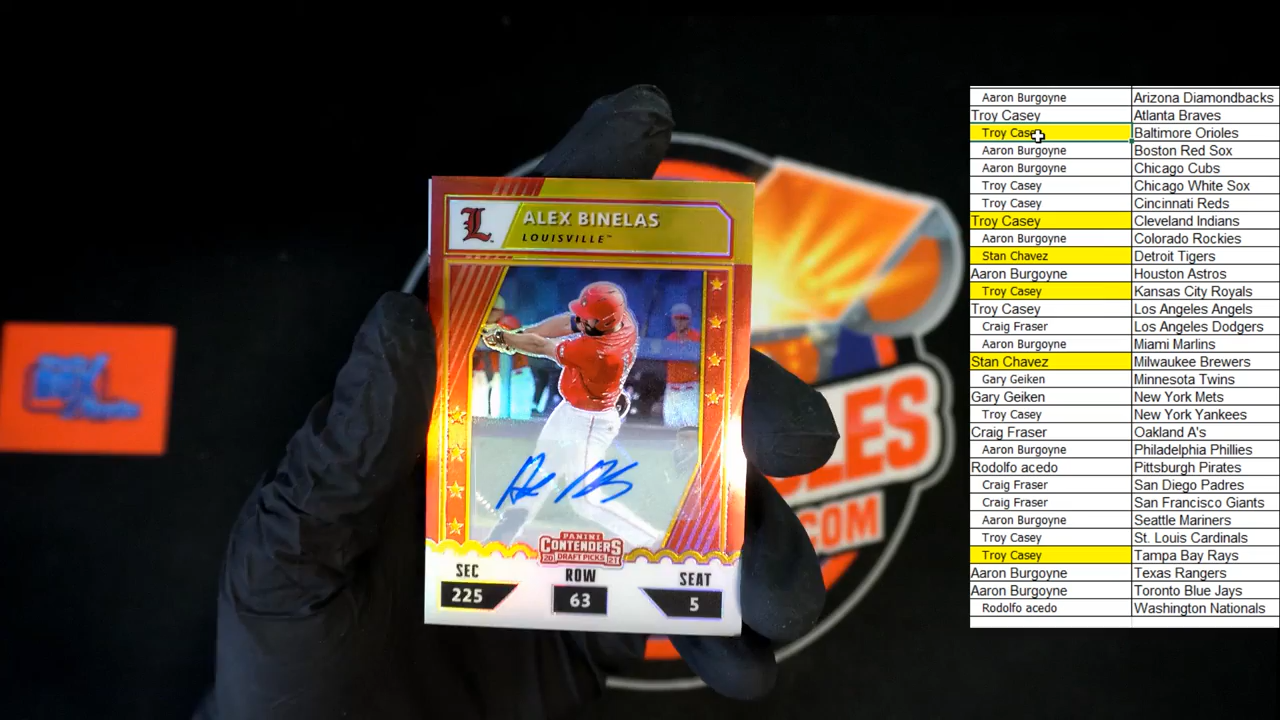 L
ALEX BINELAS
LOUISVILLE™
PANINI
CONTENDERS
20 DRAFT PICKS 21
SEC
225
ROW
63
SEAT
5
LES
.COM
Aaron Burgoyne Arizona Diamondbacks
Troy Casey Atlanta Braves
Troy Casey Baltimore Orioles
Aaron Burgoyne Boston Red Sox
Aaron Burgoyne Chicago Cubs
Troy Casey Chicago White Sox
Troy Casey Cincinnati Reds
Troy Casey Cleveland Indians
Aaron Burgoyne Colorado Rockies
Stan Chavez Detroit Tigers
Aaron Burgoyne Houston Astros
Troy Casey Kansas City Royals
Troy Casey Los Angeles Angels
Craig Fraser Los Angeles Dodgers
Aaron Burgoyne Miami Marlins
Stan Chavez Milwaukee Brewers
Gary Geiken Minnesota Twins
Gary Geiken New York Mets
Troy Casey New York Yankees
Craig Fraser Oakland A's
Aaron Burgoyne Philadelphia Phillies
Rodolfo acedo Pittsburgh Pirates
Craig Fraser San Diego Padres
Craig Fraser San Francisco Giants
Aaron Burgoyne Seattle Mariners
Troy Casey St. Louis Cardinals
Troy Casey Tampa Bay Rays
Aaron Burgoyne Texas Rangers
Aaron Burgoyne Toronto Blue Jays
Rodolfo acedo Washington Nationals